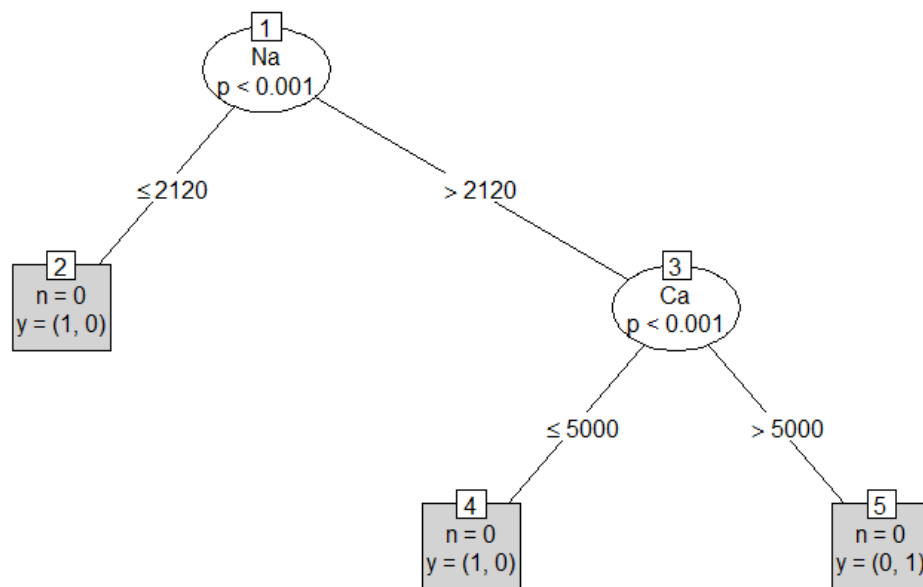 1
Na
p < 0.001
≤ 2120
> 2120
2
n = 0
y = (1, 0)
3
Ca
p < 0.001
≤ 5000
> 5000
4
n = 0
y = (1, 0)
5
n = 0
y = (0, 1)